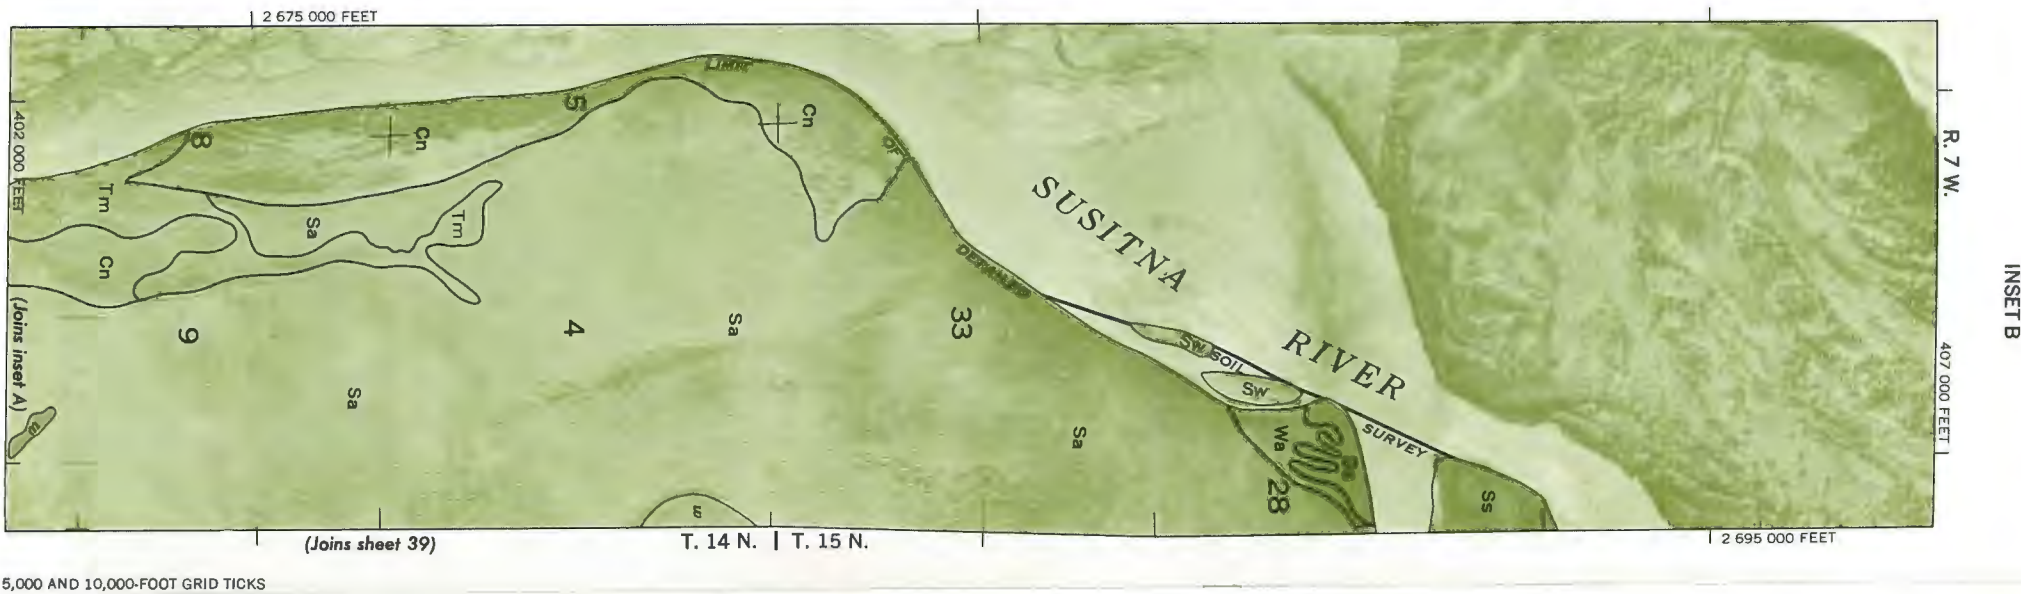 2 675 000 FEET
LIMIT
5
Cn
8
Cn
OF
402 000 FEET
R. 7 W.
Tm
SUSITNA
Sa
Tm
Cn
DETAILED
INSET B
(Joins inset A)
9
4
Sa
33
Sw
SOIL
RIVER
407 000 FEET
Sw
Sa
Sa
Wa
SURVEY
28
Ss
(Joins sheet 39)
T. 14 N. | T. 15 N.
2 695 000 FEET
5,000 AND 10,000-FOOT GRID TICKS